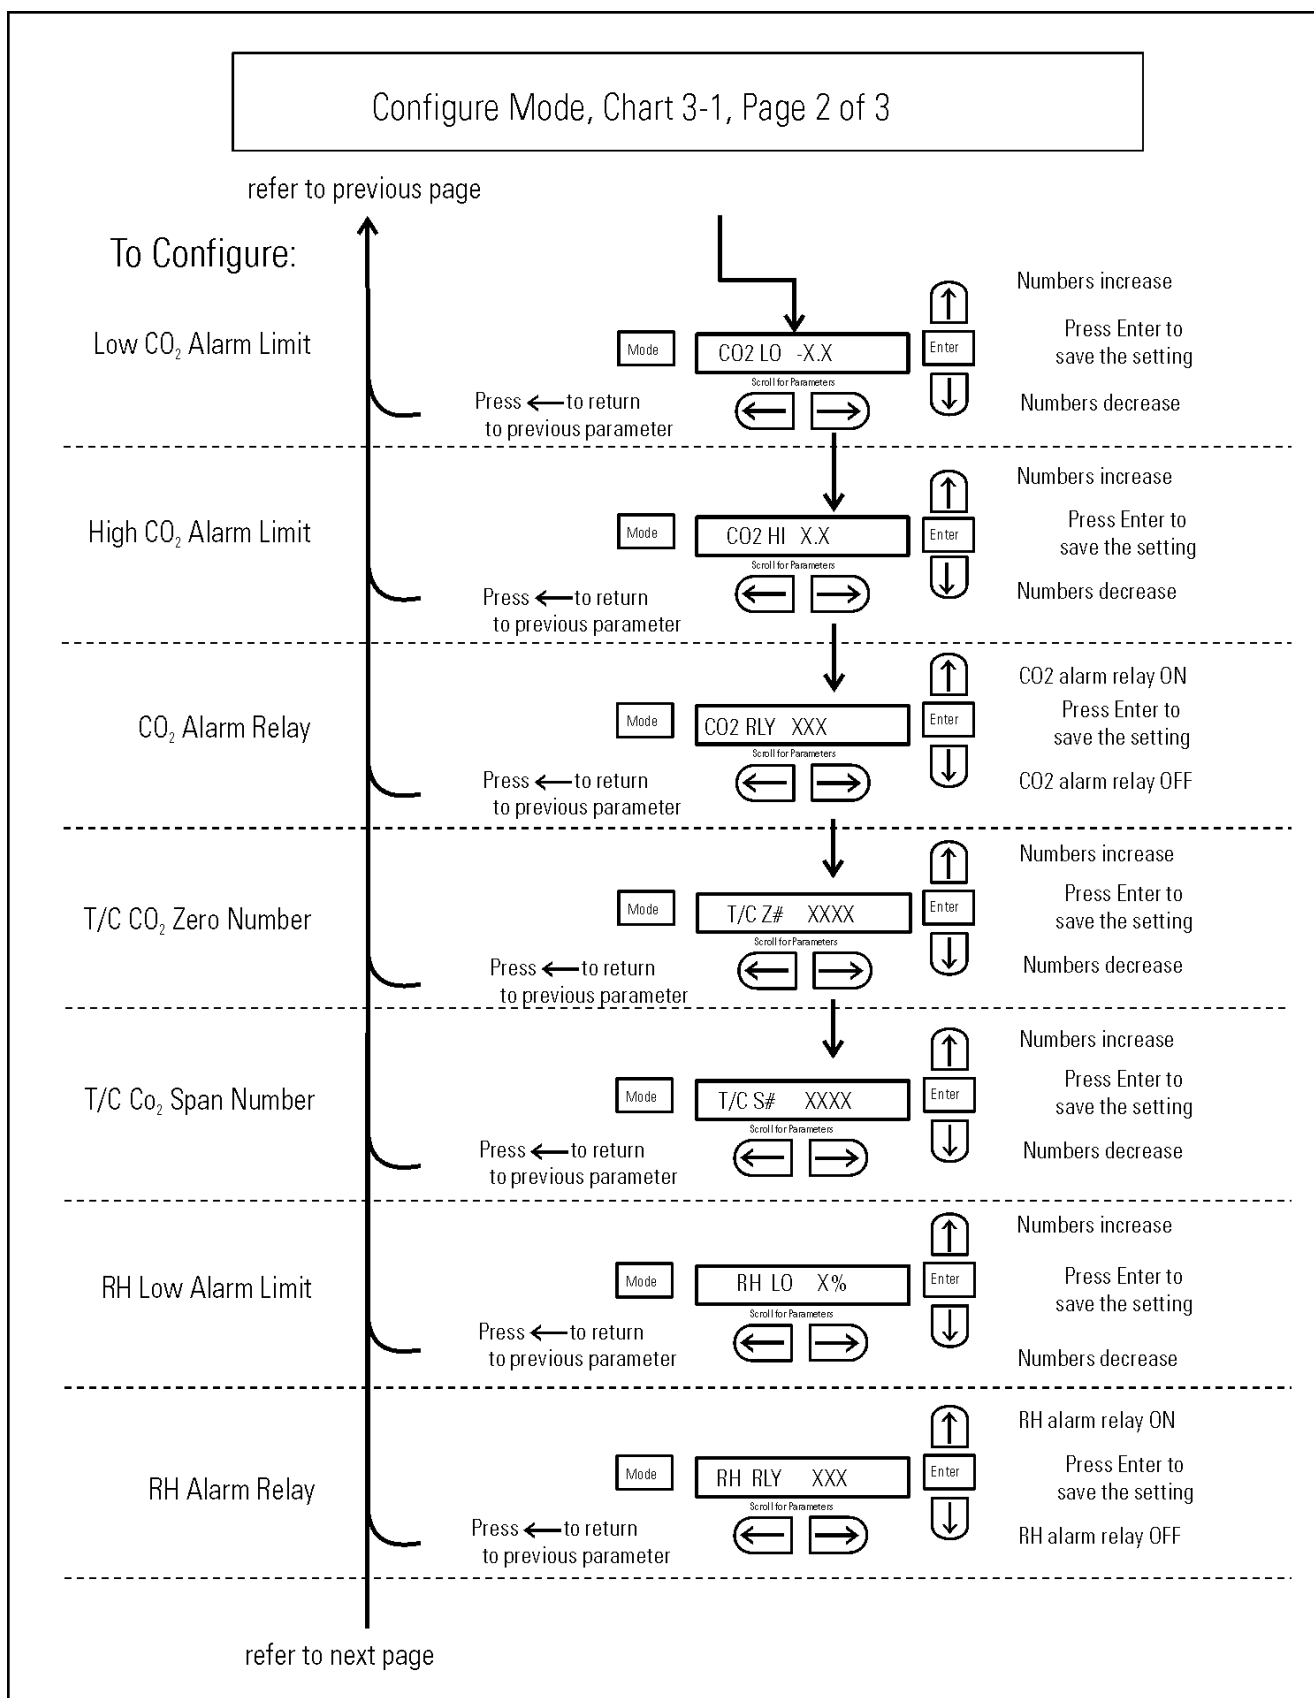 Configure Mode, Chart 3-1, Page 2 of 3
refer to previous page
To Configure:
Low CO₂ Alarm Limit
Mode
CO2 LO -X.X
Scroll for Parameters
Enter
Numbers increase
Press Enter to
save the setting
Numbers decrease
Press ← to return
to previous parameter
High CO₂ Alarm Limit
Mode
CO2 HI X.X
Scroll for Parameters
Enter
Numbers increase
Press Enter to
save the setting
Numbers decrease
Press ← to return
to previous parameter
CO₂ Alarm Relay
Mode
CO2 RLY XXX
Scroll for Parameters
Enter
CO2 alarm relay ON
Press Enter to
save the setting
CO2 alarm relay OFF
Press ← to return
to previous parameter
T/C CO₂ Zero Number
Mode
T/C Z# XXXX
Scroll for Parameters
Enter
Numbers increase
Press Enter to
save the setting
Numbers decrease
Press ← to return
to previous parameter
T/C Co₂ Span Number
Mode
T/C S# XXXX
Scroll for Parameters
Enter
Numbers increase
Press Enter to
save the setting
Numbers decrease
Press ← to return
to previous parameter
RH Low Alarm Limit
Mode
RH LO X%
Scroll for Parameters
Enter
Numbers increase
Press Enter to
save the setting
Numbers decrease
Press ← to return
to previous parameter
RH Alarm Relay
Mode
RH RLY XXX
Scroll for Parameters
Enter
RH alarm relay ON
Press Enter to
save the setting
RH alarm relay OFF
Press ← to return
to previous parameter
refer to next page